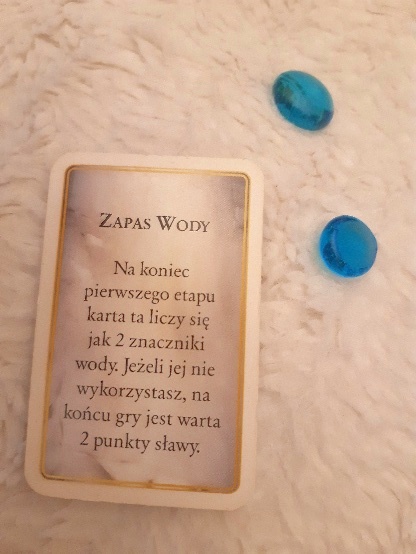 Zapas Wody
Na koniec
pierwszego etapu
karta ta liczy się
jak 2 znaczniki
wody. Jeżeli jej nie
wykorzystasz, na
końcu gry jest warta
2 punkty sławy.